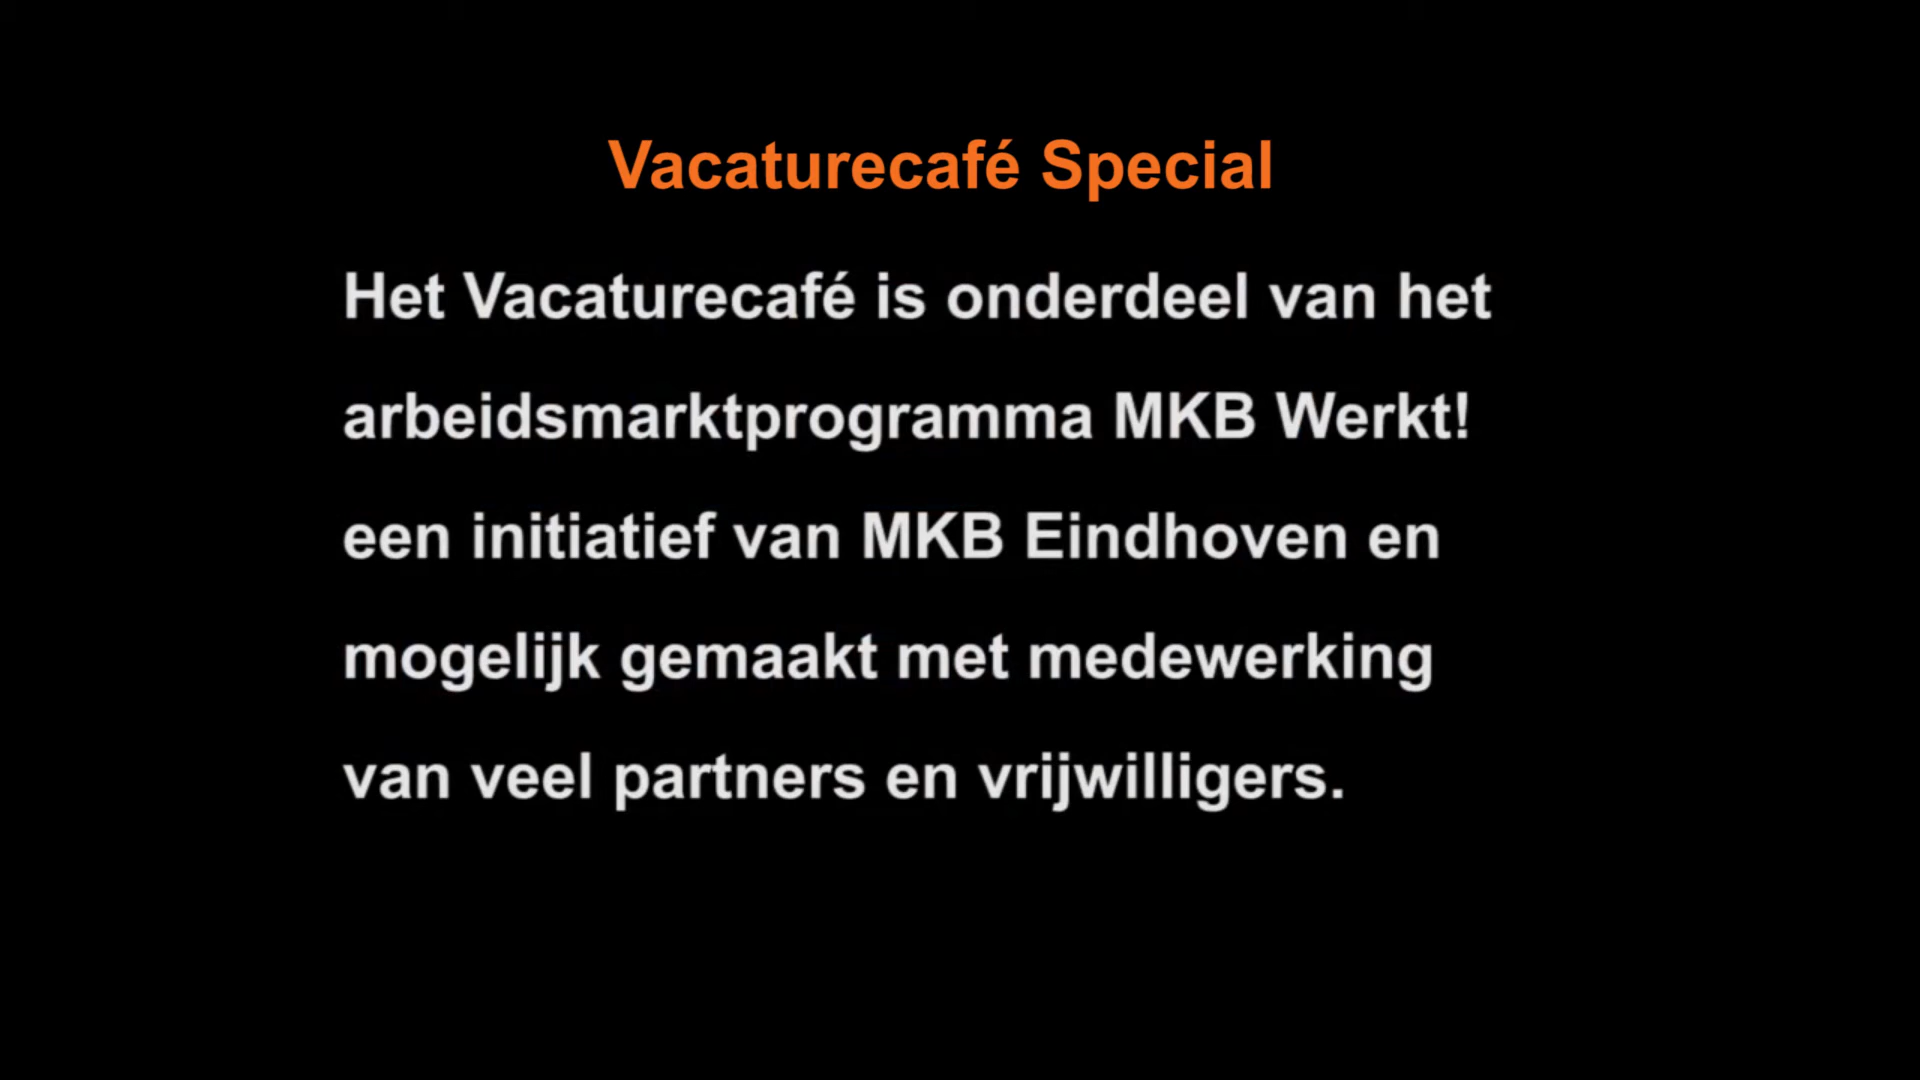 Vacaturecafé Special
Het Vacaturecafé is onderdeel van het
arbeidsmarktprogramma MKB Werkt!
een initiatief van MKB Eindhoven en
mogelijk gemaakt met medewerking
van veel partners en vrijwilligers.